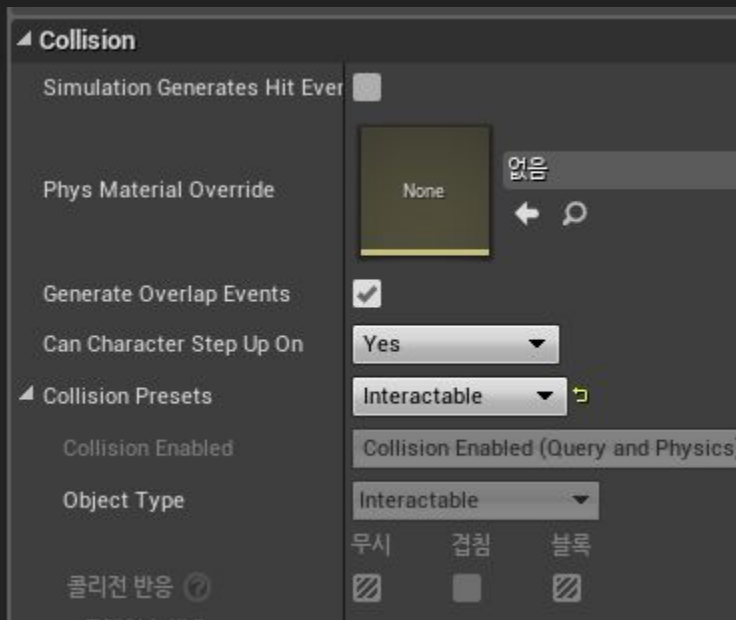 Collision
Simulation Generates Hit Ever
Phys Material Override
None
없음
Generate Overlap Events
Can Character Step Up On
Yes
Collision Presets
Interactable
Collision Enabled
Collision Enabled (Query and Physics)
Object Type
Interactable
무시 겹침 블록
콜리전 반응 ?